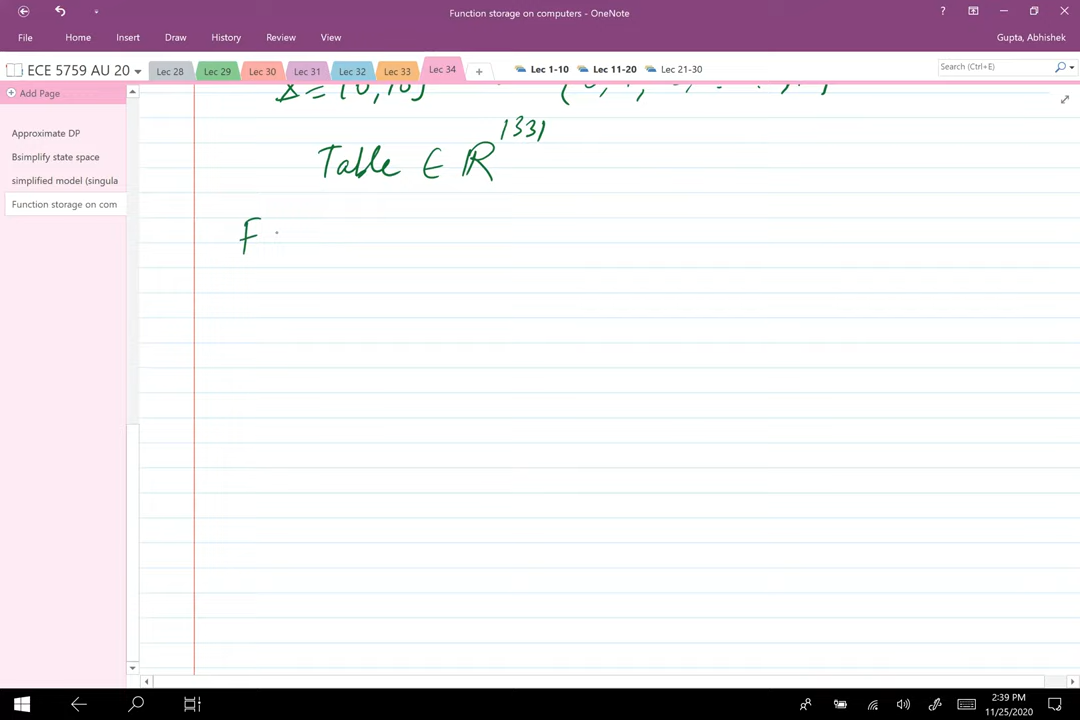 Function storage on computers - OneNote
?
File Home Insert Draw History Review View
Gupta, Abhishek
ECE 5759 AU 20
Lec 28
Lec 29
Lec 30
Lec 31
Lec 32
Lec 33
Lec 34
+
Lec 1-10
Lec 11-20
Lec 21-30
Search (Ctrl+E)
Add Page
Approximate DP
Bsimplify state space
simplified model (singula
Function storage on com
Table ∈ ℝ^1331
F
2:39 PM
11/25/2020